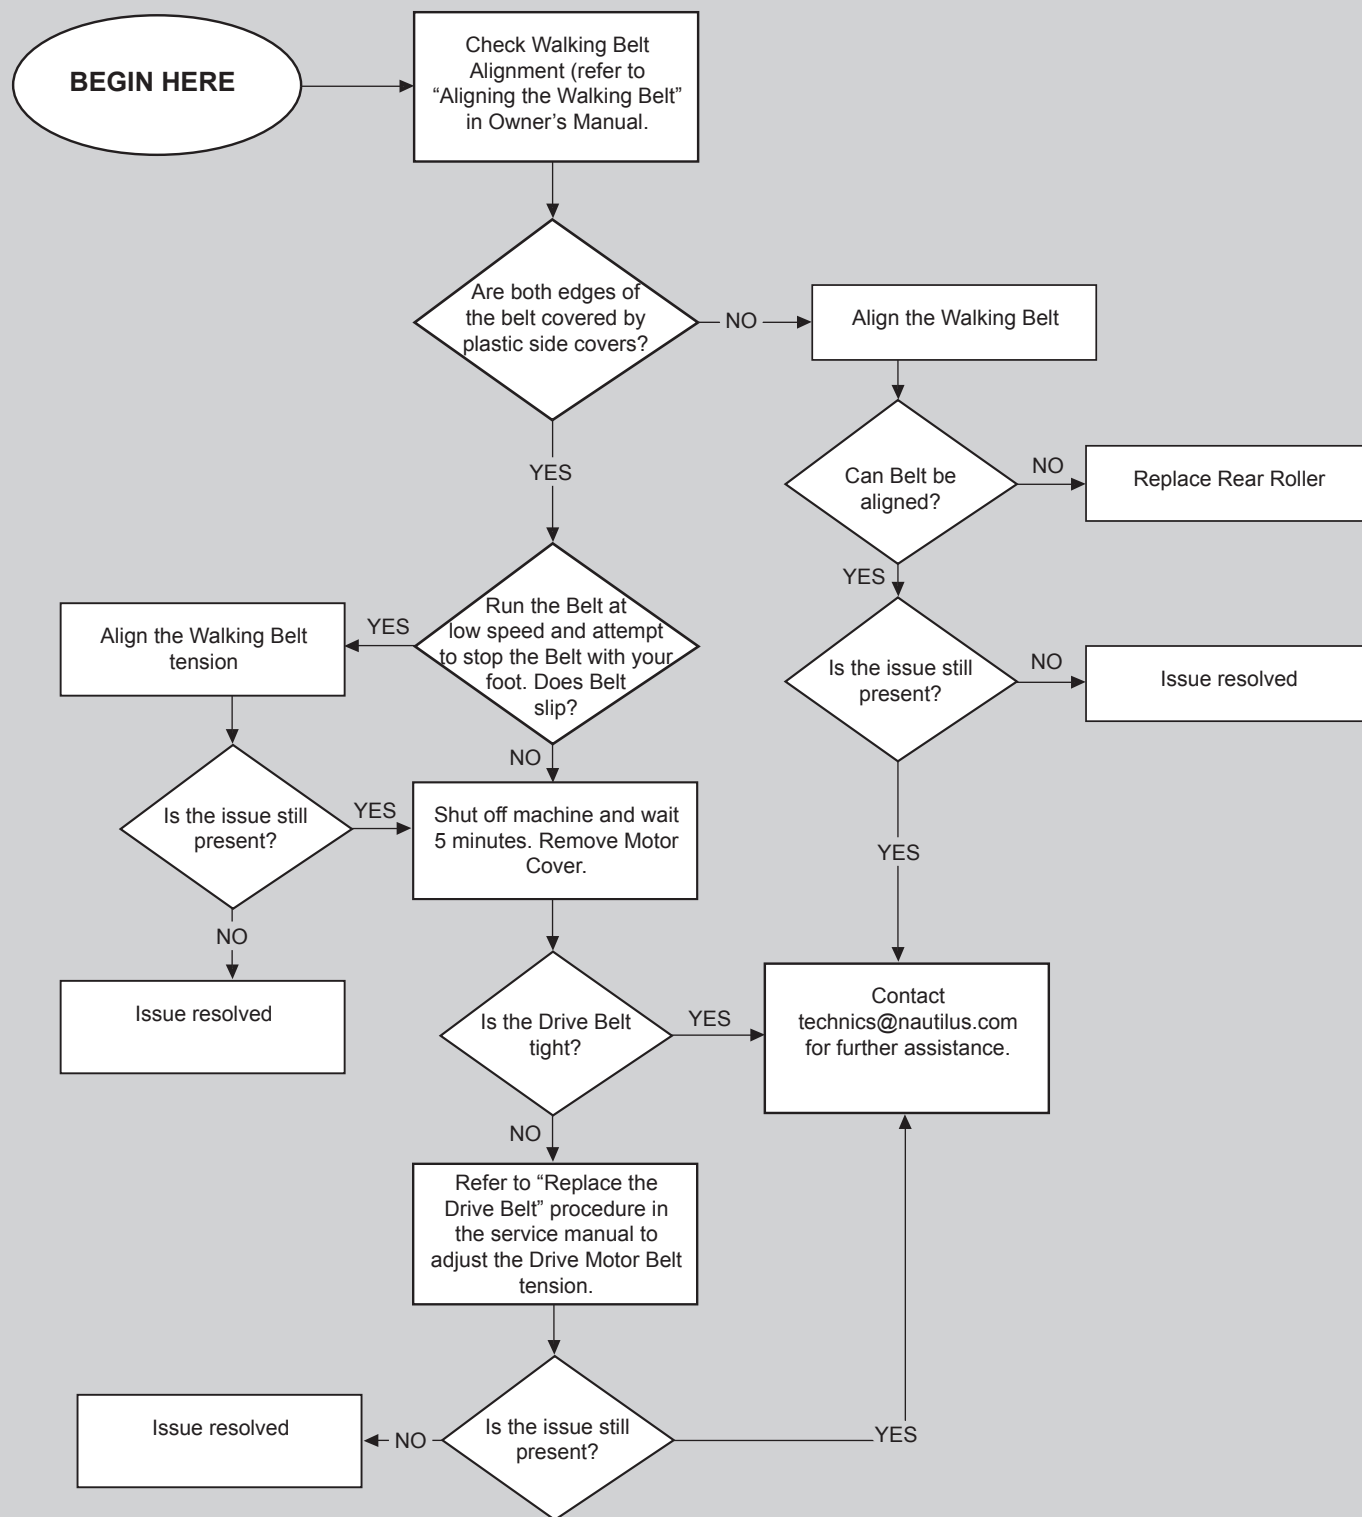 BEGIN HERE
Check Walking Belt
Alignment (refer to
“Aligning the Walking Belt”
in Owner’s Manual.
Are both edges of
the belt covered by
plastic side covers?
NO
Align the Walking Belt
YES
Can Belt be
aligned?
NO
Replace Rear Roller
YES
Run the Belt at
low speed and attempt
to stop the Belt with your
foot. Does Belt
slip?
YES
Align the Walking Belt
tension
Is the issue still
present?
NO
Issue resolved
NO
Is the issue still
present?
YES
Shut off machine and wait
5 minutes. Remove Motor
Cover.
YES
NO
Issue resolved
Is the Drive Belt
tight?
YES
Contact
technics@nautilus.com
for further assistance.
NO
Refer to “Replace the
Drive Belt” procedure in
the service manual to
adjust the Drive Motor Belt
tension.
Is the issue still
present?
NO
Issue resolved
YES